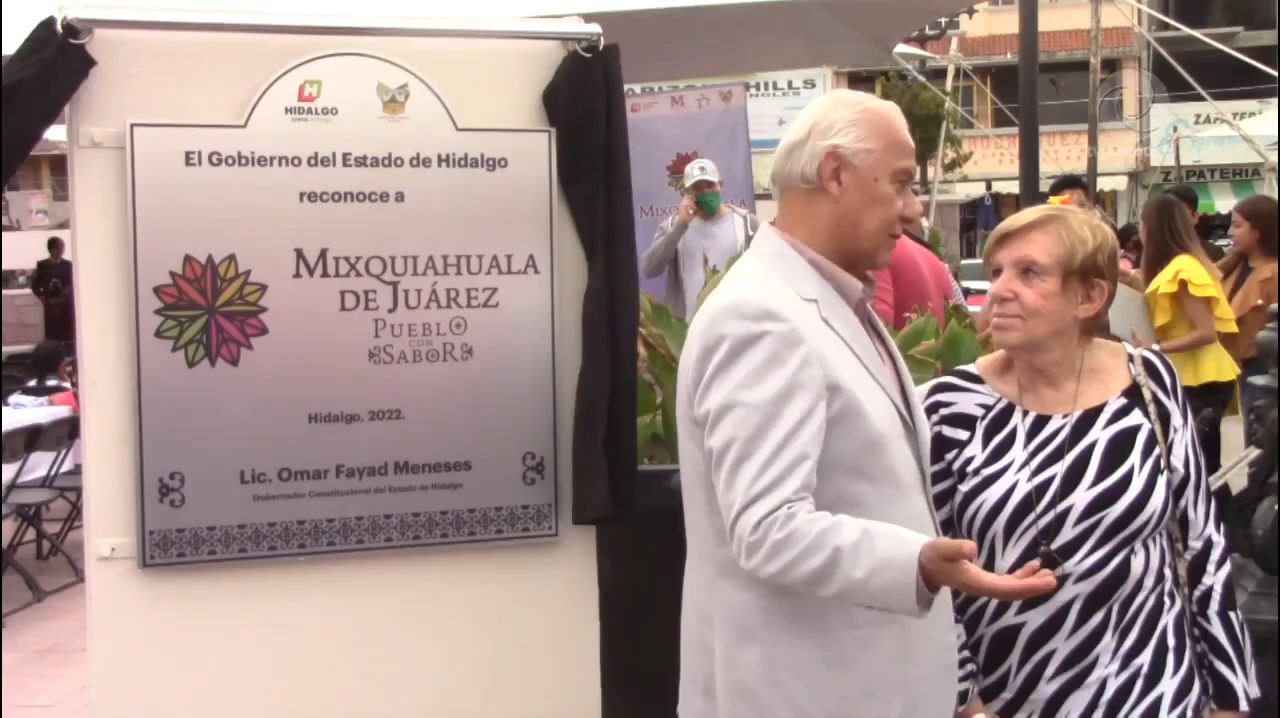 HIDALGO
El Gobierno del Estado de Hidalgo
reconoce a
MIXQUIAHUALA
DE JUÁREZ
PUEBLO
CON
SABOR
Hidalgo, 2022.
Lic. Omar Fayad Meneses
Gobernador Constitucional del Estado de Hidalgo
HILLS
ZAPATERÍA